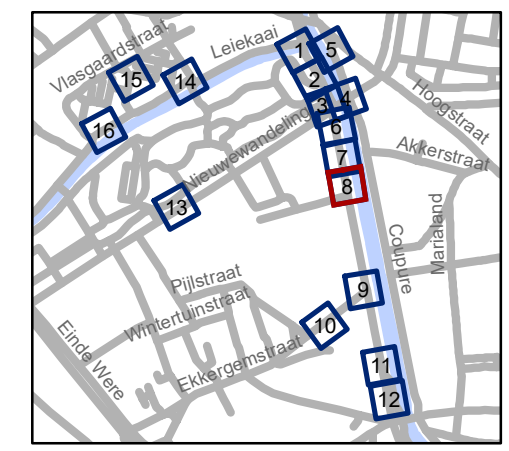 Vlasgaardstraat
Leiekaai
1
5
15
14
2
3
4
Hoogstraat
16
Nieuwewandeling
6
7
Akkerstraat
8
13
Marialand
Coupure
Pijlstraat
9
Wintertuinstraat
10
Einde Were
Ekkergemstraat
11
12